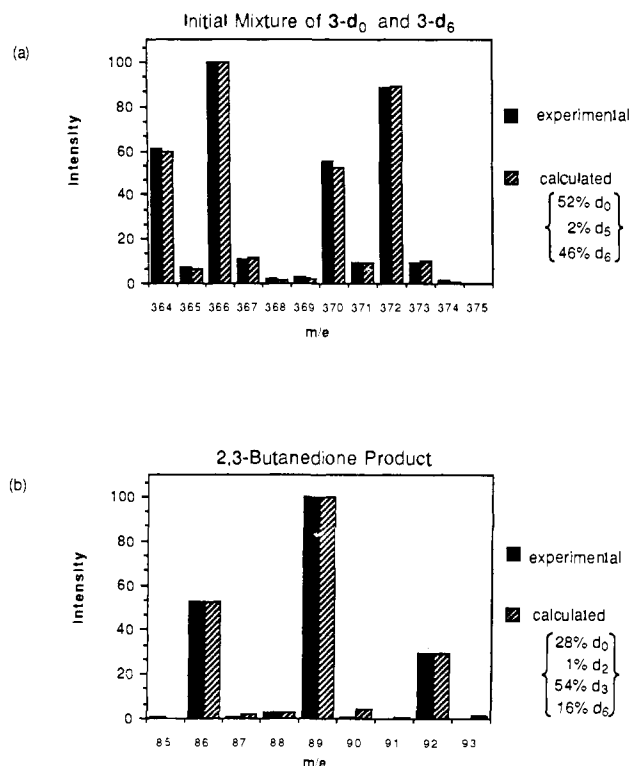 Initial Mixture of 3-d0 and 3-d6
(a)
Intensity
100
80
60
40
20
0
364 365 366 367 368 369 370 371 372 373 374 375
m/e
experimental
calculated
52% d0
2% d5
46% d6
2,3-Butanedione Product
(b)
Intensity
100
80
60
40
20
0
85 86 87 88 89 90 91 92 93
m/e
experimental
calculated
28% d0
1% d2
54% d3
16% d6